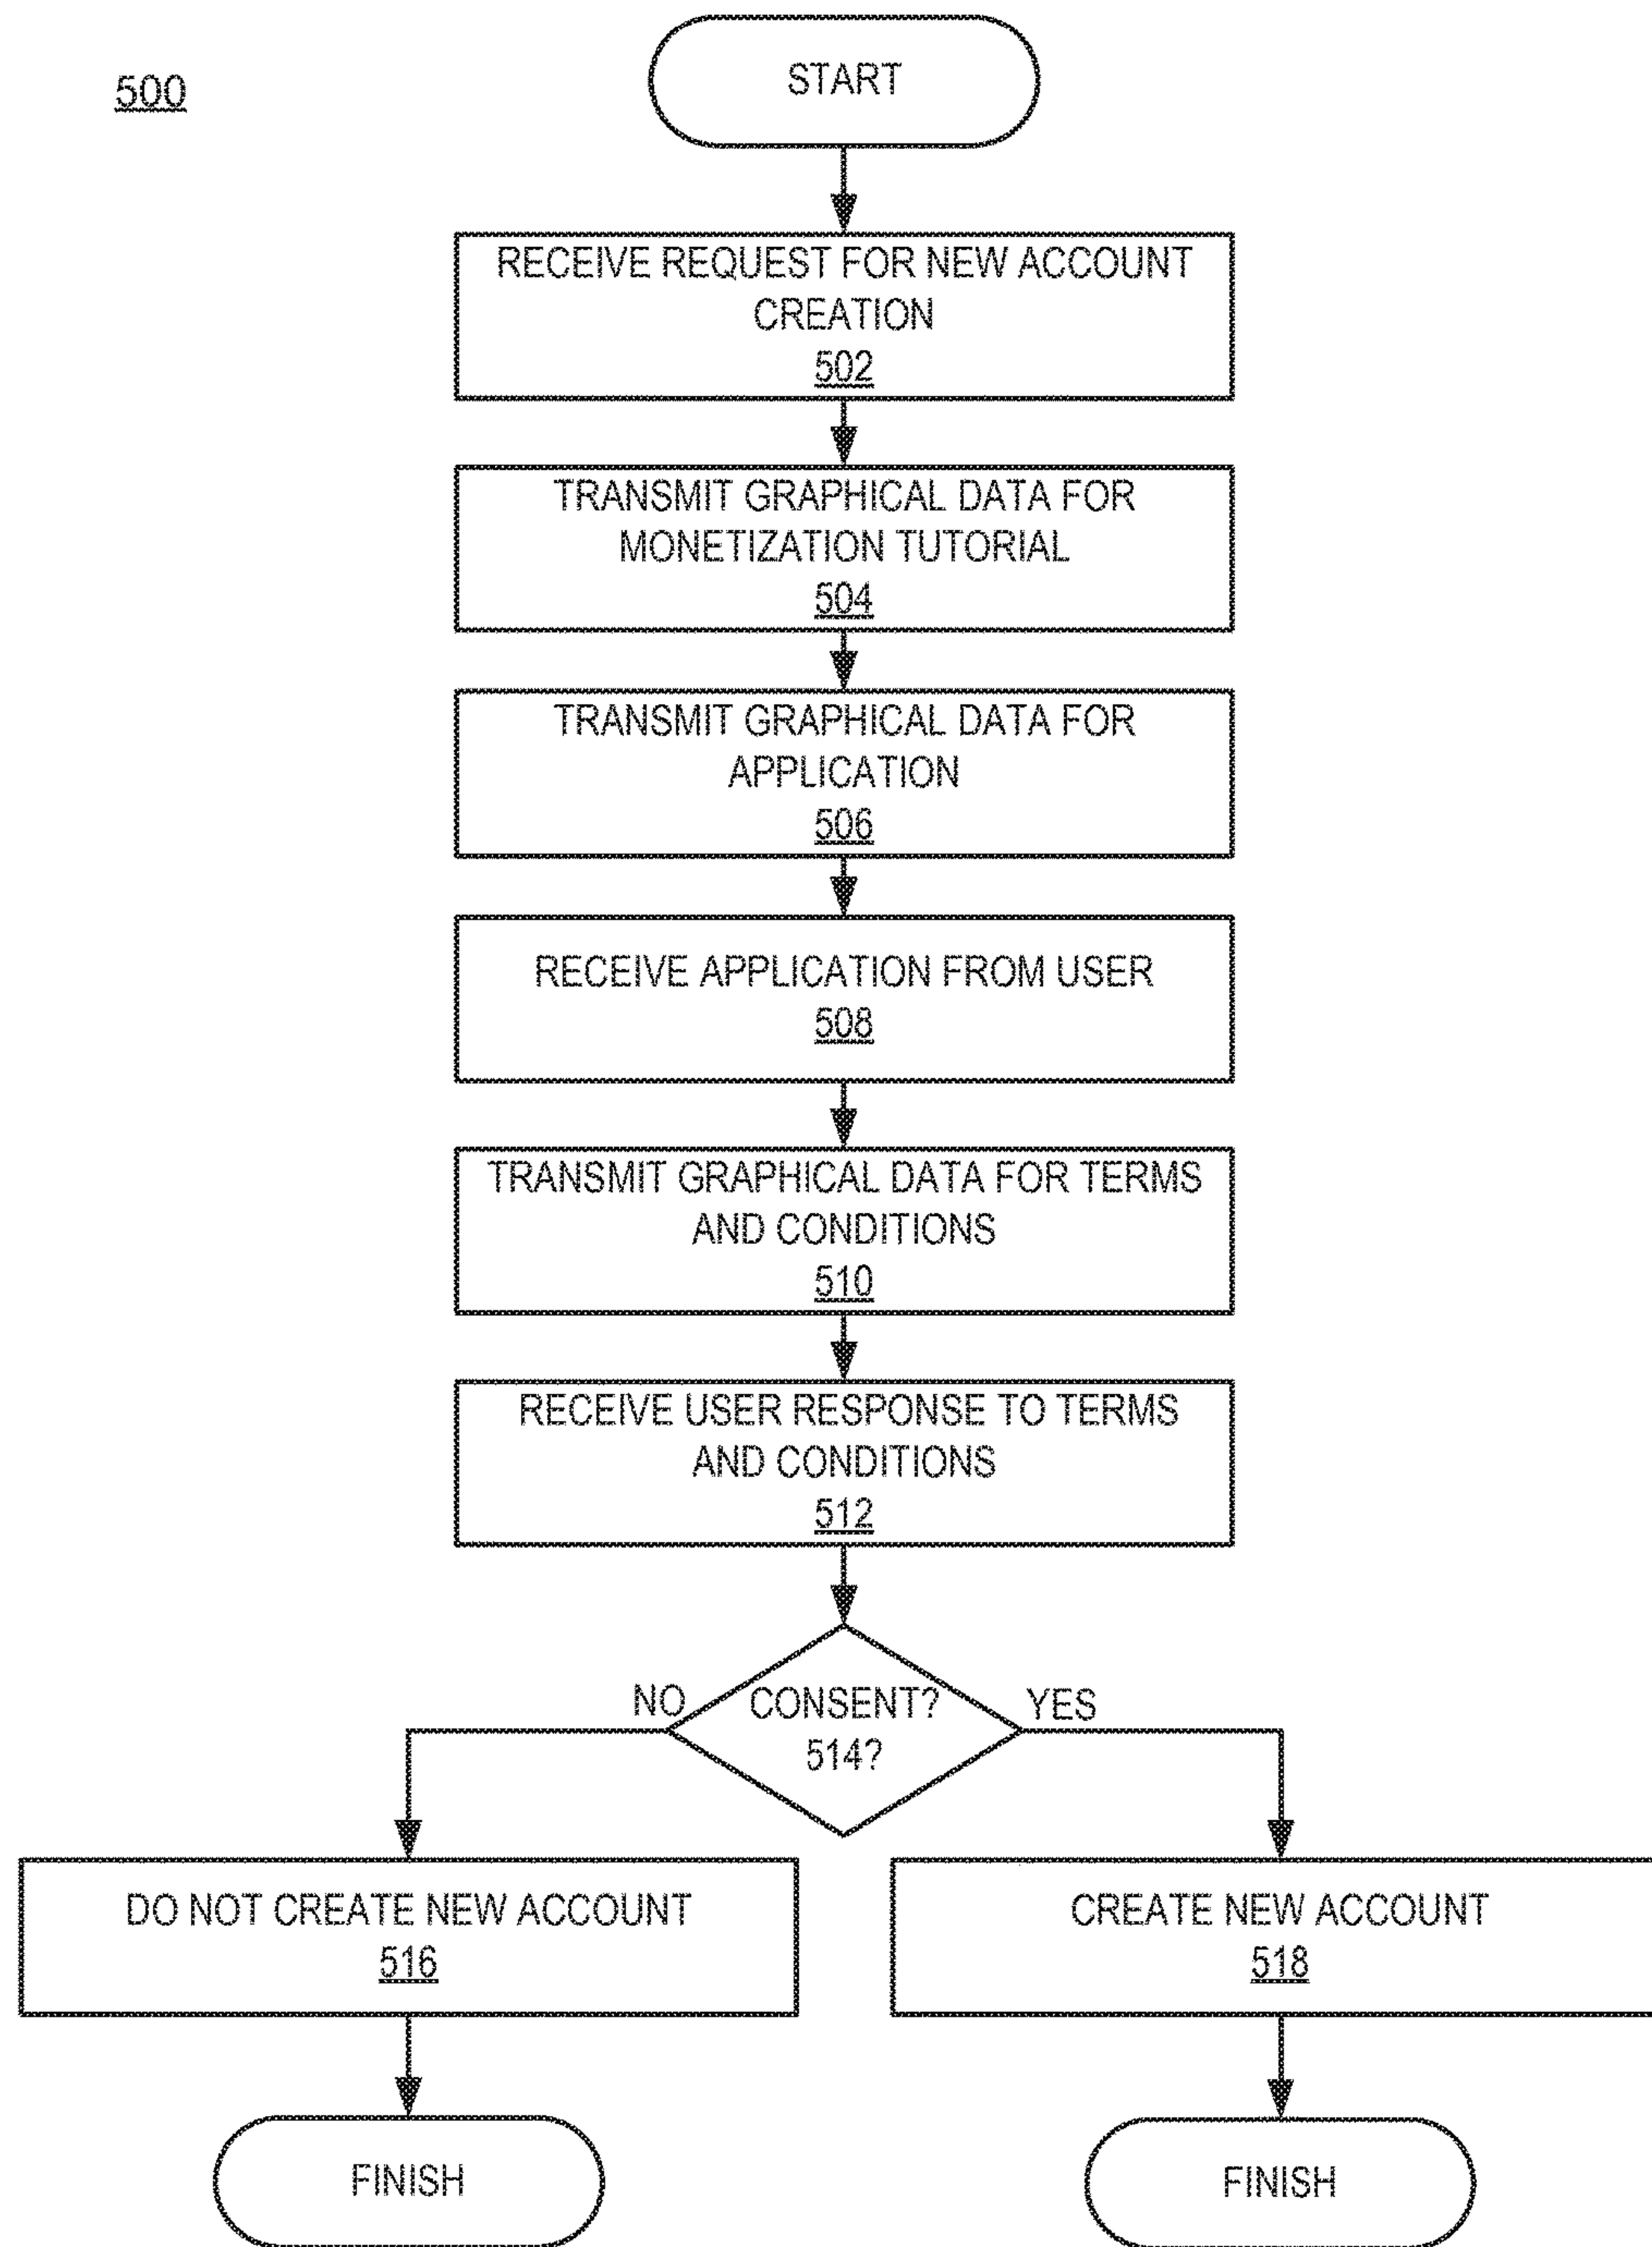 500
START
RECEIVE REQUEST FOR NEW ACCOUNT
CREATION
502
TRANSMIT GRAPHICAL DATA FOR
MONETIZATION TUTORIAL
504
TRANSMIT GRAPHICAL DATA FOR
APPLICATION
506
RECEIVE APPLICATION FROM USER
508
TRANSMIT GRAPHICAL DATA FOR TERMS
AND CONDITIONS
510
RECEIVE USER RESPONSE TO TERMS
AND CONDITIONS
512
NO
CONSENT?
514?
YES
DO NOT CREATE NEW ACCOUNT
516
CREATE NEW ACCOUNT
518
FINISH
FINISH